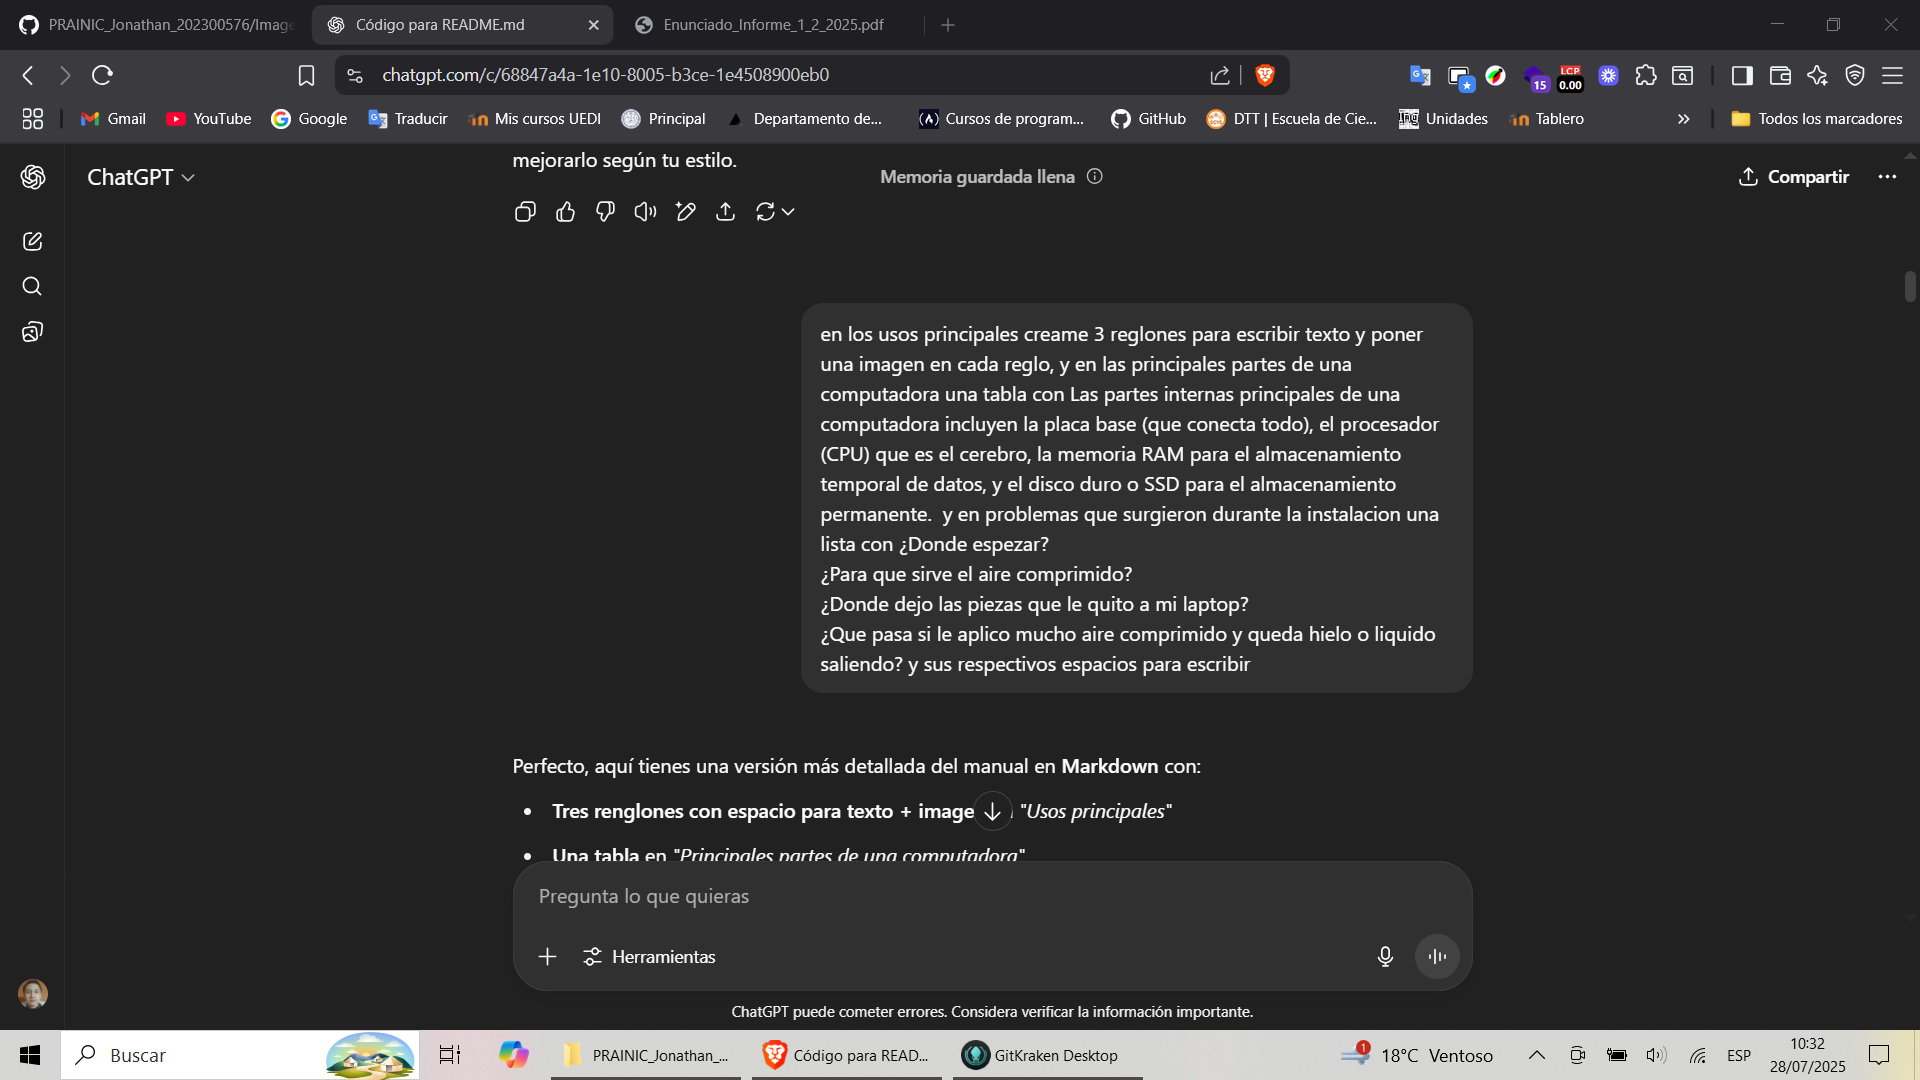 PRAINIC_Jonathan_202300576/Image
Código para README.md
Enunciado_Informe_1_2_2025.pdf
chatgpt.com/c/68847a4a-1e10-8005-b3ce-1e4508900eb0
15
LCP
0.00
Gmail
YouTube
Google
Traducir
Mis cursos UEDI
Principal
Departamento de...
Cursos de program...
GitHub
DTT | Escuela de Cie...
Unidades
Tablero
Todos los marcadores
ChatGPT
mejorarlo según tu estilo.
Memoria guardada llena
Compartir
en los usos principales creame 3 reglones para escribir texto y poner
una imagen en cada reglo, y en las principales partes de una
computadora una tabla con Las partes internas principales de una
computadora incluyen la placa base (que conecta todo), el procesador
(CPU) que es el cerebro, la memoria RAM para el almacenamiento
temporal de datos, y el disco duro o SSD para el almacenamiento
permanente.  y en problemas que surgieron durante la instalacion una
lista con ¿Donde espezar?
¿Para que sirve el aire comprimido?
¿Donde dejo las piezas que le quito a mi laptop?
¿Que pasa si le aplico mucho aire comprimido y queda hielo o liquido
saliendo? y sus respectivos espacios para escribir
Perfecto, aquí tienes una versión más detallada del manual en Markdown con:
• Tres renglones con espacio para texto + image "Usos principales"
• Una tabla en "Principales partes de una computadora"
Pregunta lo que quieras
Herramientas
ChatGPT puede cometer errores. Considera verificar la información importante.
Buscar
PRAINIC_Jonathan_...
Código para READ...
GitKraken Desktop
1
18°C Ventoso
ESP
10:32
28/07/2025